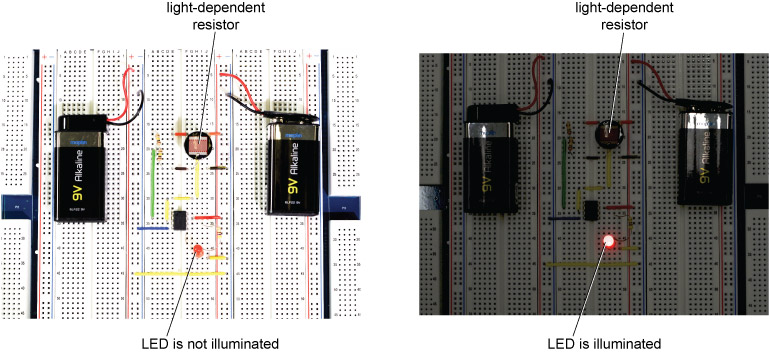 light-dependent
resistor
9V Alkaline
9V Alkaline
LED is not illuminated
light-dependent
resistor
9V Alkaline
9V Alkaline
LED is illuminated